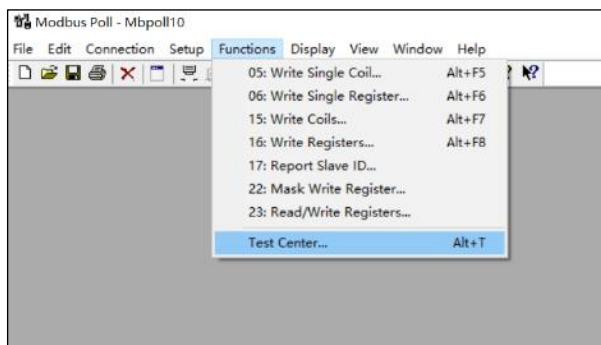 Modbus Poll - Mbpoll10
File Edit Connection Setup Functions Display View Window Help
05: Write Single Coil... Alt+F5
06: Write Single Register... Alt+F6
15: Write Coils... Alt+F7
16: Write Registers... Alt+F8
17: Report Slave ID...
22: Mask Write Register...
23: Read/Write Registers...
Test Center... Alt+T